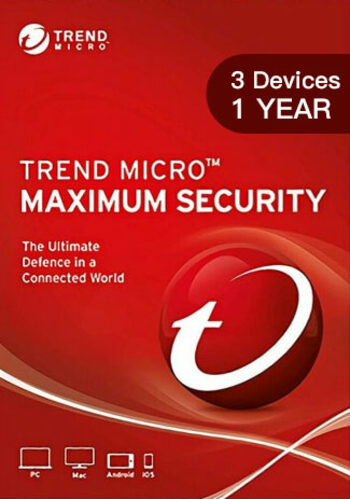 TREND
MICRO
3 Devices
1 YEAR
TREND MICRO™
MAXIMUM SECURITY
The Ultimate
Defence in a
Connected World
PC Mac Android iOS